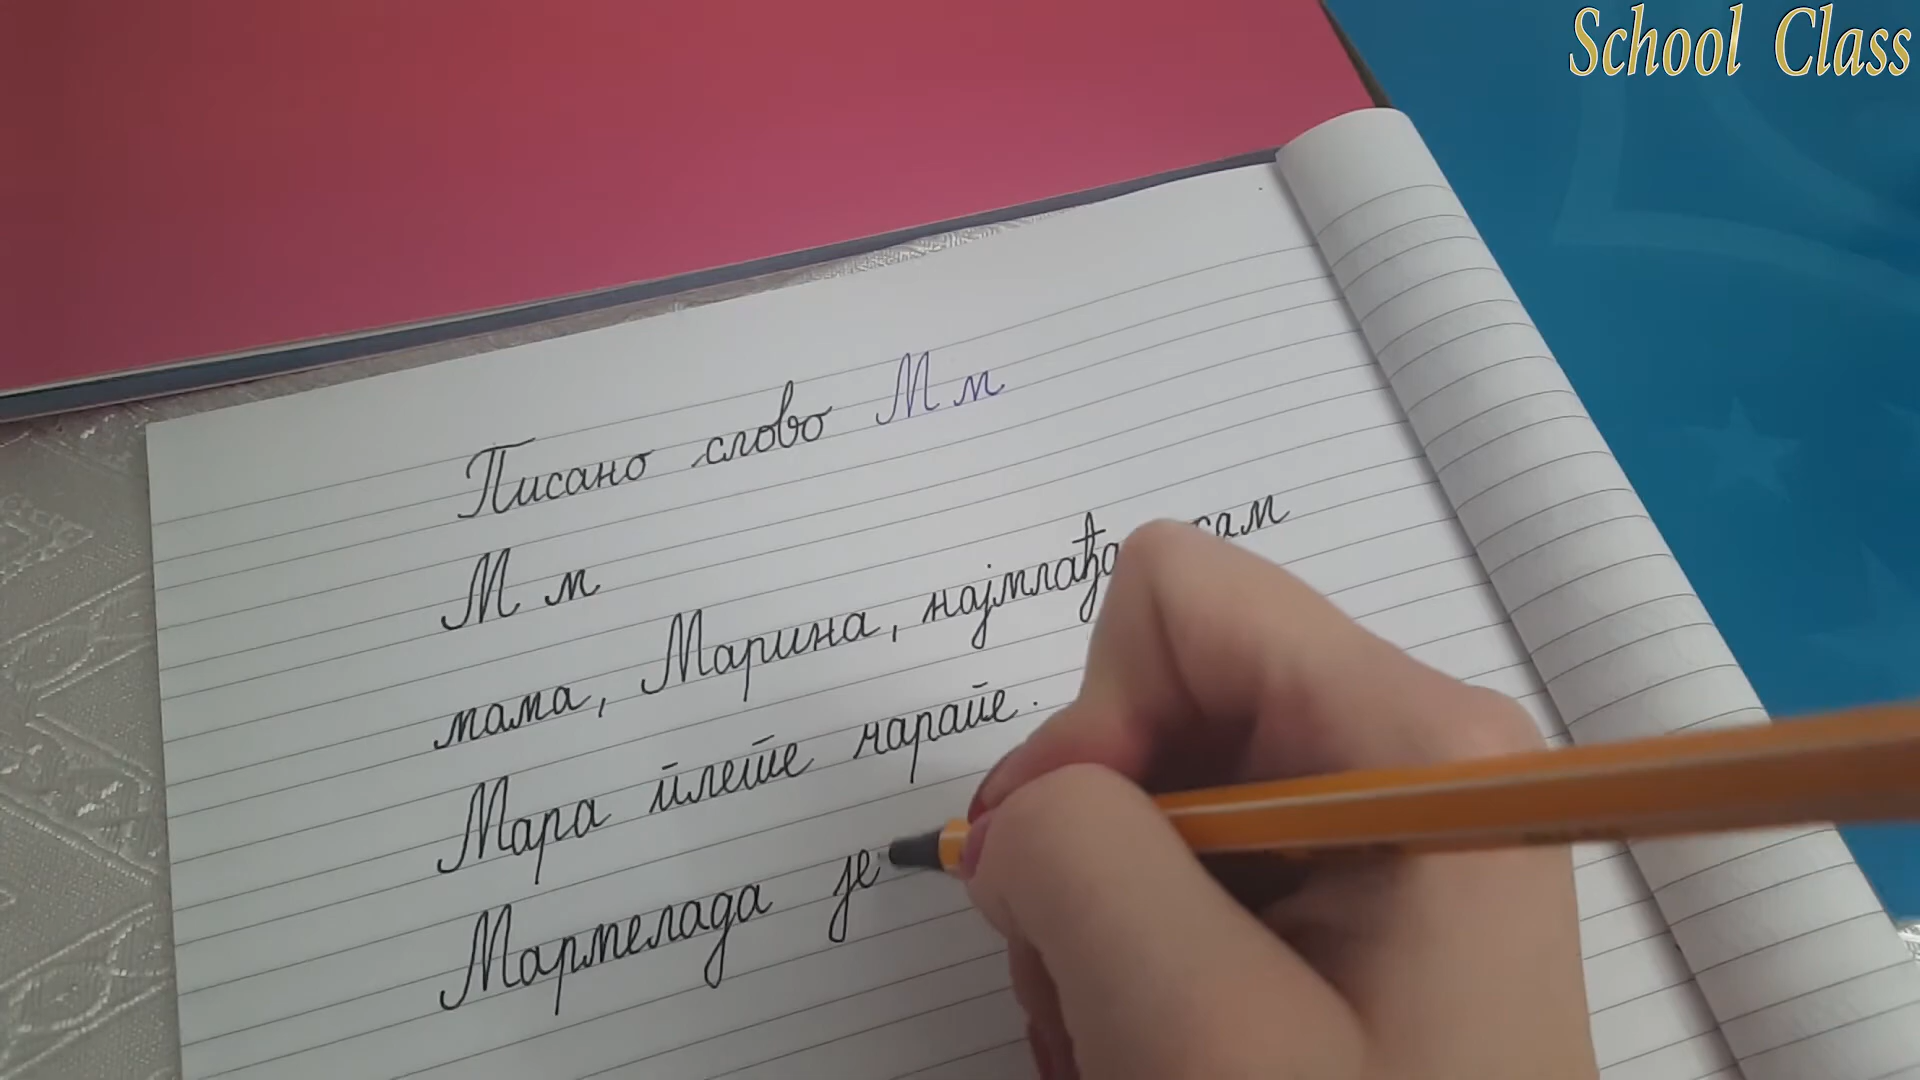 School Class
Писано слово М м
М м
мама, Марина, најмлађа сам
Мара плете чарапе.
Мармелада је